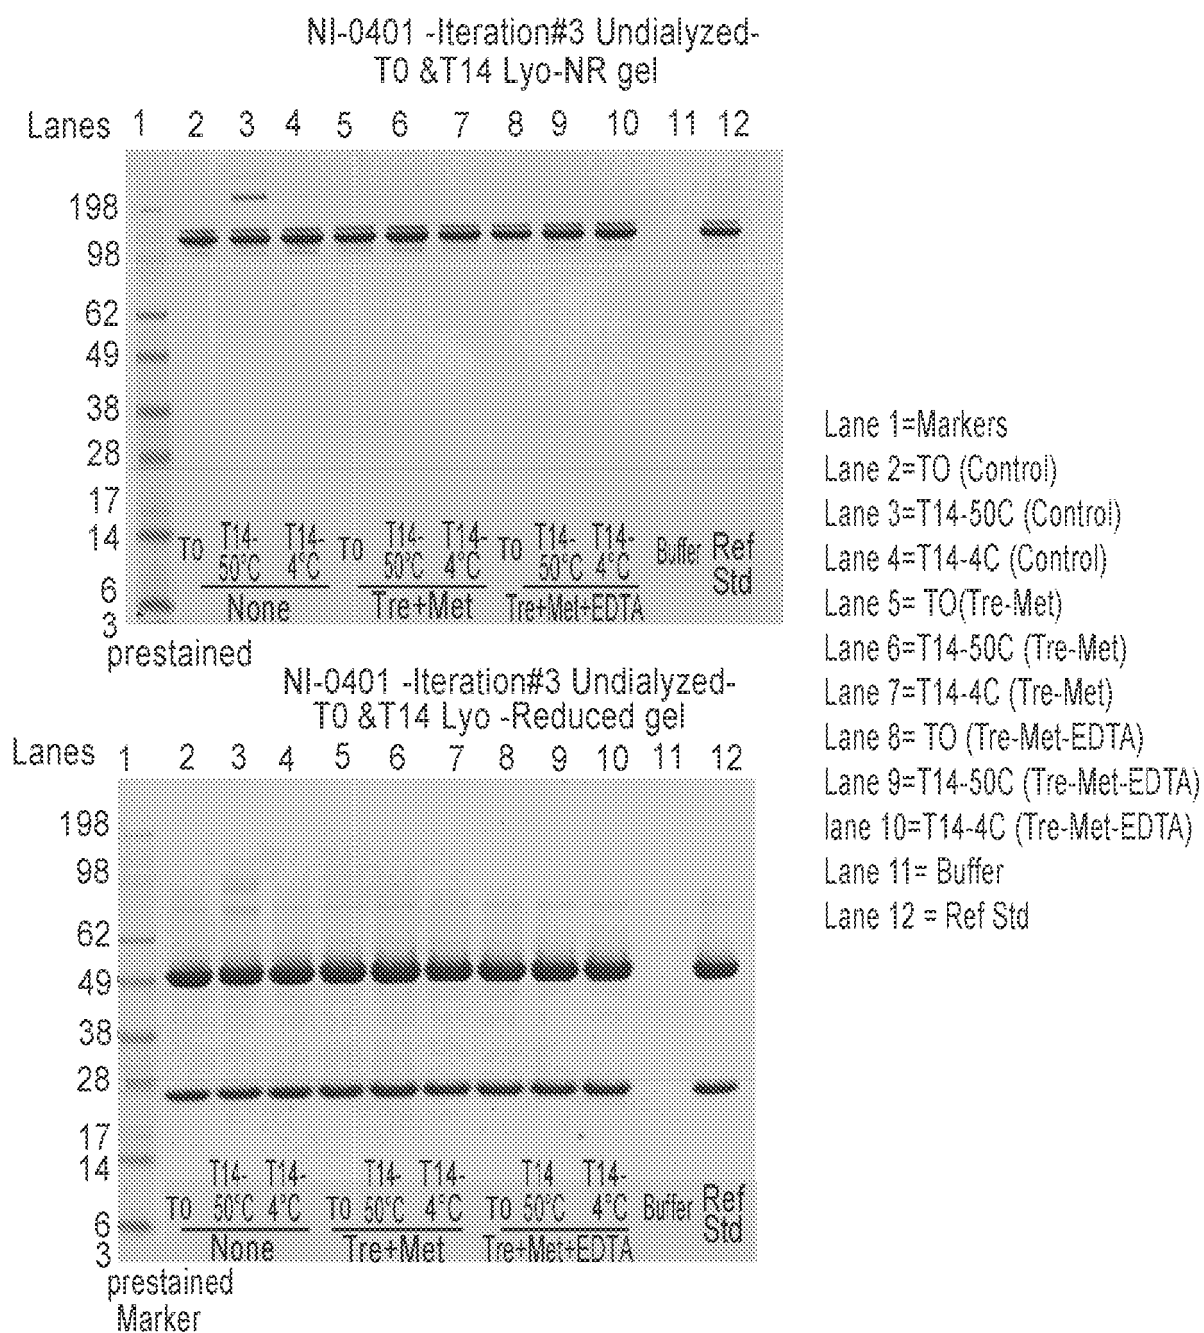 NI-0401 -Iteration#3 Undialyzed-
T0 &T14 Lyo-NR gel
Lanes 1 2 3 4 5 6 7 8 9 10 11 12
198
98
62
49
38
28
17
14
6
3
T0 T14-50°C T14-4°C T0 T14-50°C T14-4°C T0 T14-50°C T14-4°C Buffer Ref Std
None Tre+Met Tre+Met+EDTA
prestained
NI-0401 -Iteration#3 Undialyzed-
T0 &T14 Lyo -Reduced gel
Lanes 1 2 3 4 5 6 7 8 9 10 11 12
198
98
62
49
38
28
17
14
6
3
T0 T14-50°C T14-4°C T0 T14-50°C T14-4°C T0 T14 50°C T14-4°C Buffer Ref Std
None Tre+Met Tre+Met+EDTA
prestained
Marker
Lane 1=Markers
Lane 2=TO (Control)
Lane 3=T14-50C (Control)
Lane 4=T14-4C (Control)
Lane 5= TO(Tre-Met)
Lane 6=T14-50C (Tre-Met)
Lane 7=T14-4C (Tre-Met)
Lane 8= TO (Tre-Met-EDTA)
Lane 9=T14-50C (Tre-Met-EDTA)
lane 10=T14-4C (Tre-Met-EDTA)
Lane 11= Buffer
Lane 12 = Ref Std